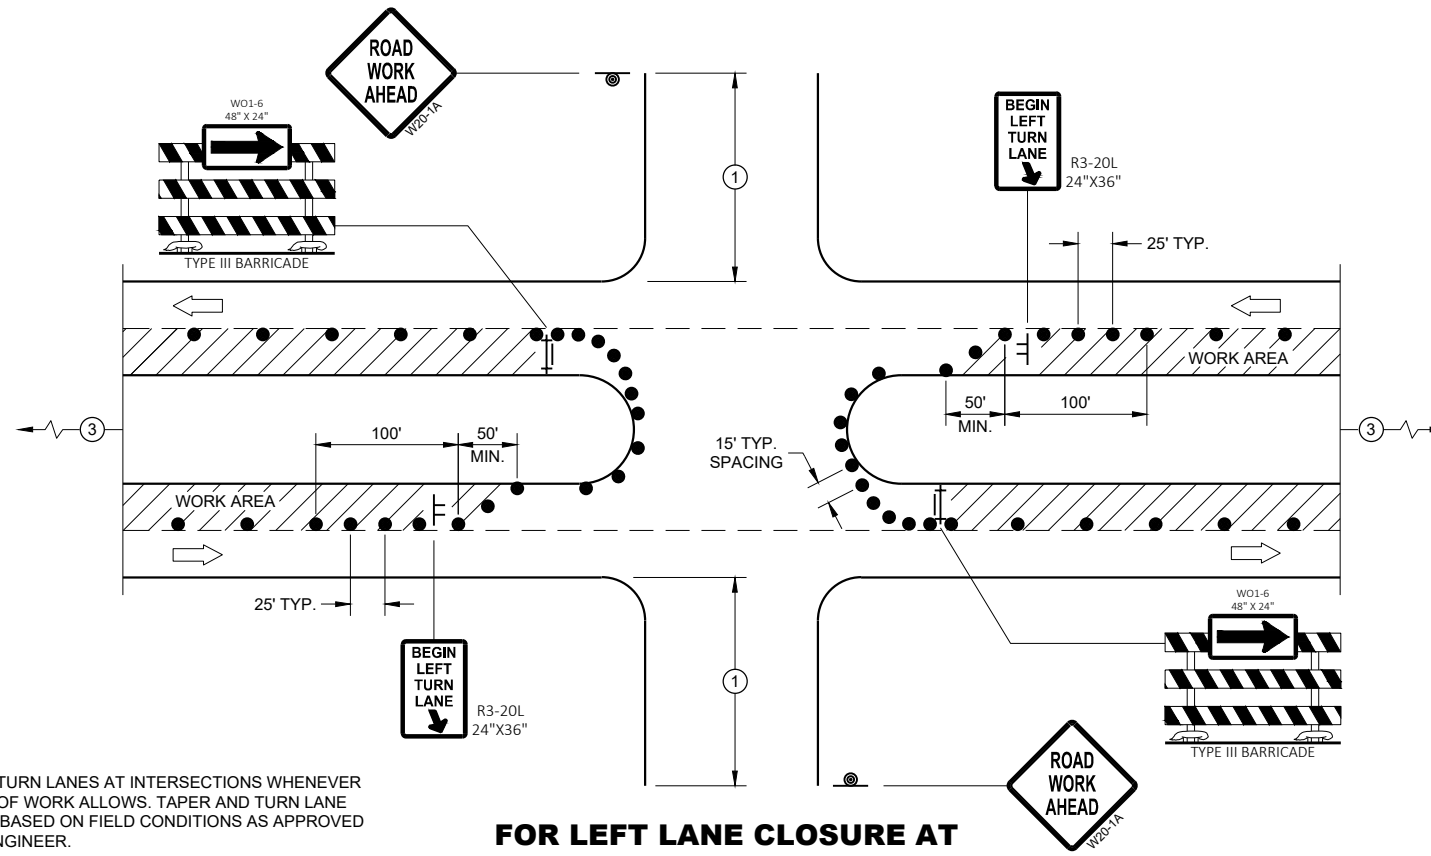 ROAD
WORK
AHEAD
W20-1A
WO1-6
48" X 24"
TYPE III BARRICADE
1
BEGIN
LEFT
TURN
LANE
R3-20L
24"X36"
25' TYP.
WORK AREA
50'
MIN.
100'
3
100'
50'
MIN.
15' TYP.
SPACING
3
WORK AREA
25' TYP.
BEGIN
LEFT
TURN
LANE
R3-20L
24"X36"
1
WO1-6
48" X 24"
TYPE III BARRICADE
ROAD
WORK
AHEAD
W20-1A
TURN LANES AT INTERSECTIONS WHENEVER
OF WORK ALLOWS. TAPER AND TURN LANE
BASED ON FIELD CONDITIONS AS APPROVED
NGINEER.
FOR LEFT LANE CLOSURE AT